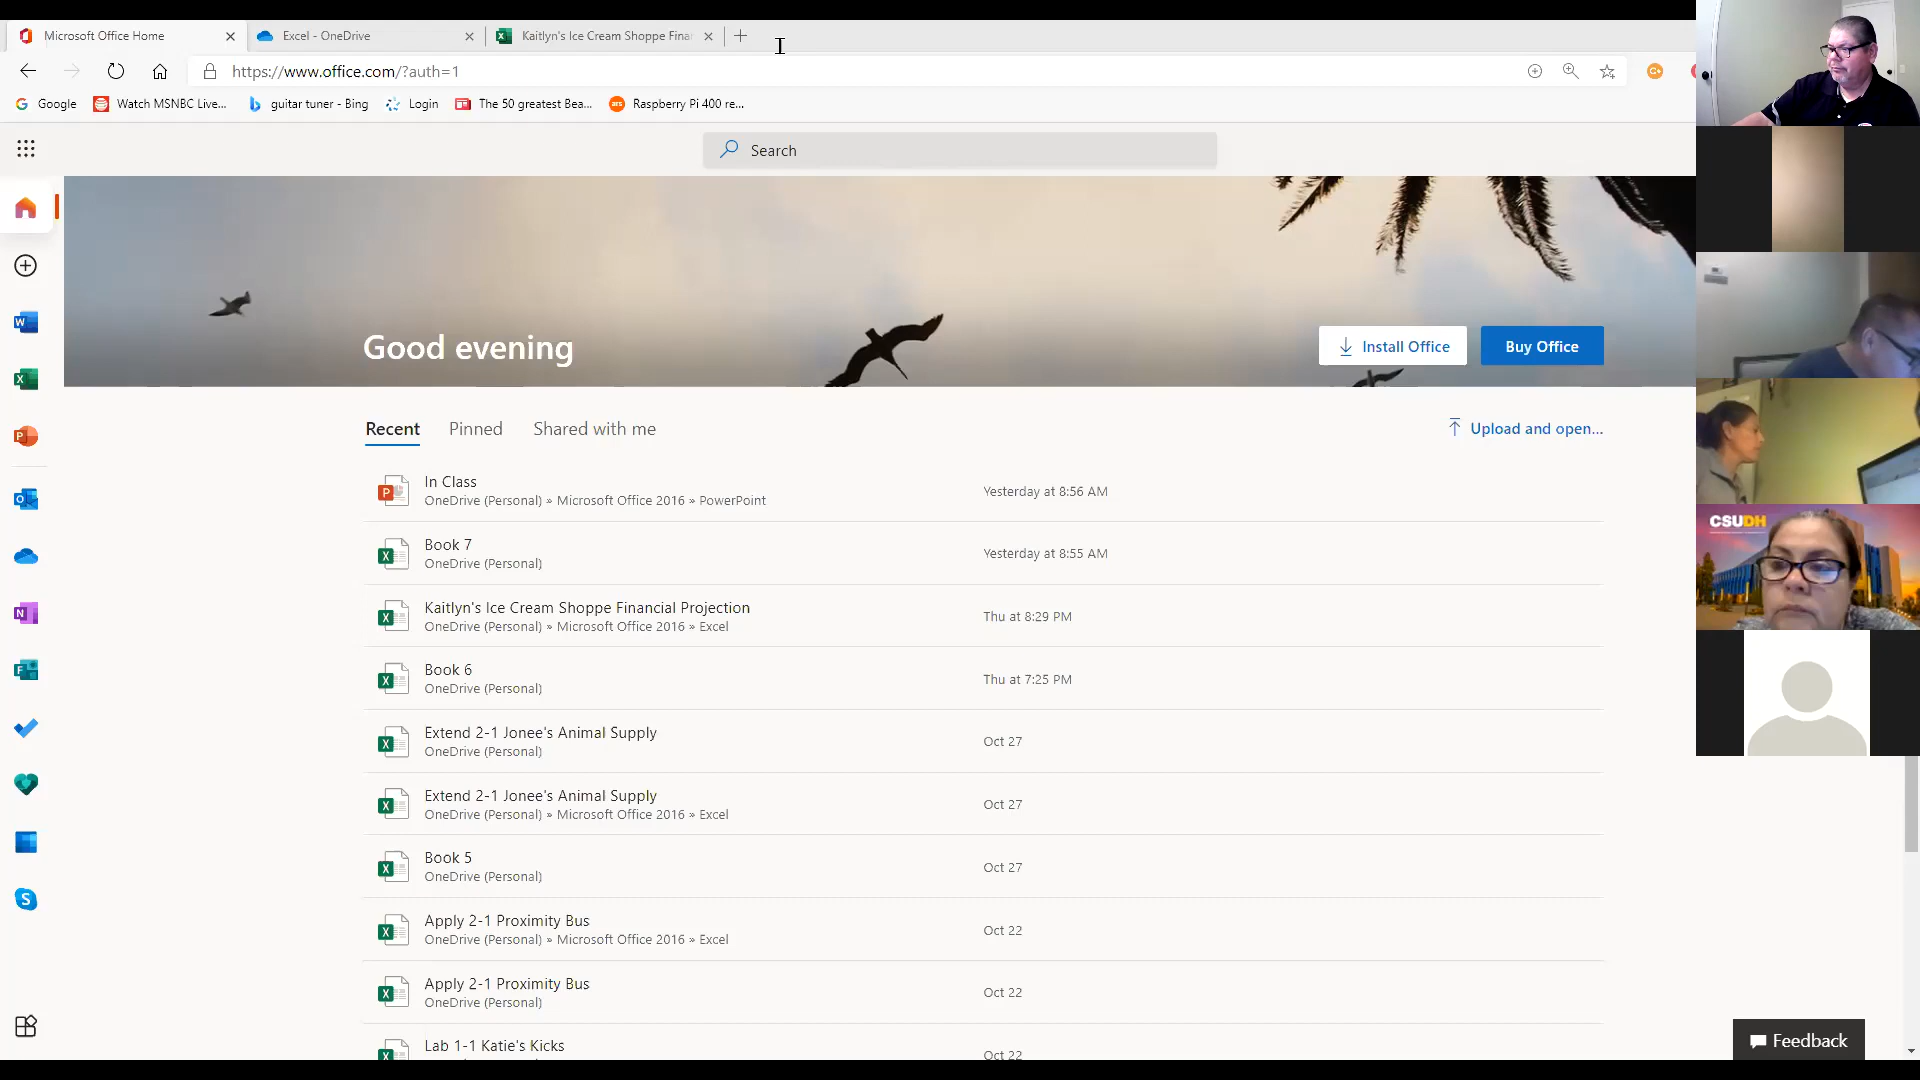 Microsoft Office Home
Excel - OneDrive
Kaitlyn's Ice Cream Shoppe Finan
https://www.office.com/?auth=1
Google
Watch MSNBC Live...
guitar tuner - Bing
Login
The 50 greatest Bea...
Raspberry Pi 400 re...
Search
Good evening
Install Office
Buy Office
Recent
Pinned
Shared with me
Upload and open...
In Class
OneDrive (Personal) » Microsoft Office 2016 » PowerPoint
Yesterday at 8:56 AM
Book 7
OneDrive (Personal)
Yesterday at 8:55 AM
Kaitlyn's Ice Cream Shoppe Financial Projection
OneDrive (Personal) » Microsoft Office 2016 » Excel
Thu at 8:29 PM
Book 6
OneDrive (Personal)
Thu at 7:25 PM
Extend 2-1 Jonee's Animal Supply
OneDrive (Personal)
Oct 27
Extend 2-1 Jonee's Animal Supply
OneDrive (Personal) » Microsoft Office 2016 » Excel
Oct 27
Book 5
OneDrive (Personal)
Oct 27
Apply 2-1 Proximity Bus
OneDrive (Personal) » Microsoft Office 2016 » Excel
Oct 22
Apply 2-1 Proximity Bus
OneDrive (Personal)
Oct 22
Lab 1-1 Katie's Kicks
Oct 22
Feedback
CSUDH